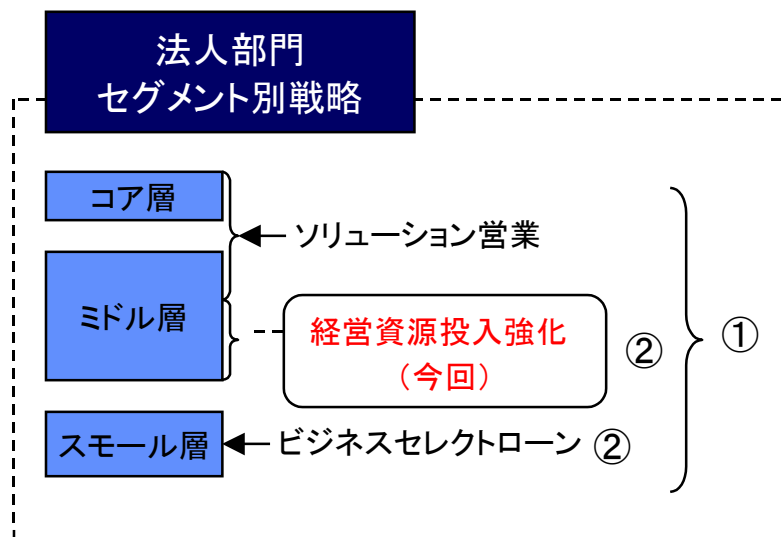 法人部門
セグメント別戦略
コア層
ソリューション営業
ミドル層
経営資源投入強化
（今回）
②
①
スモール層
ビジネスセレクトローン ②